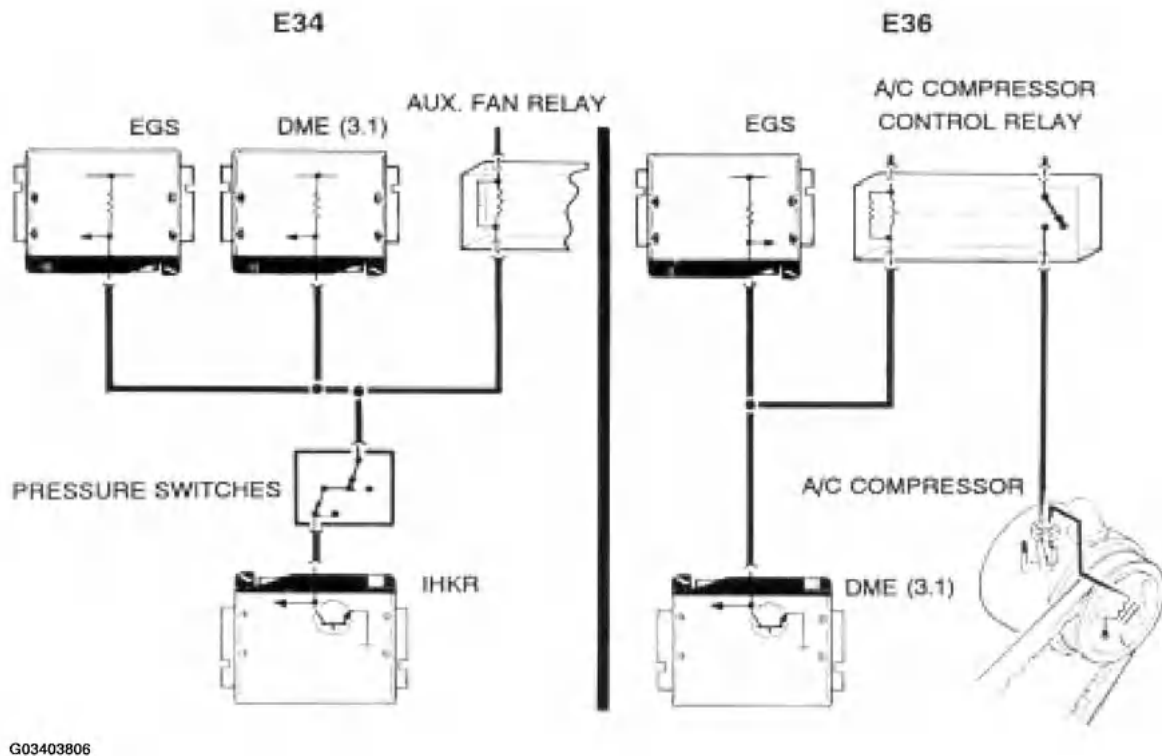 E34
E36
EGS
DME (3.1)
AUX. FAN RELAY
EGS
A/C COMPRESSOR
CONTROL RELAY
PRESSURE SWITCHES
IHKR
A/C COMPRESSOR
DME (3.1)
G03403806